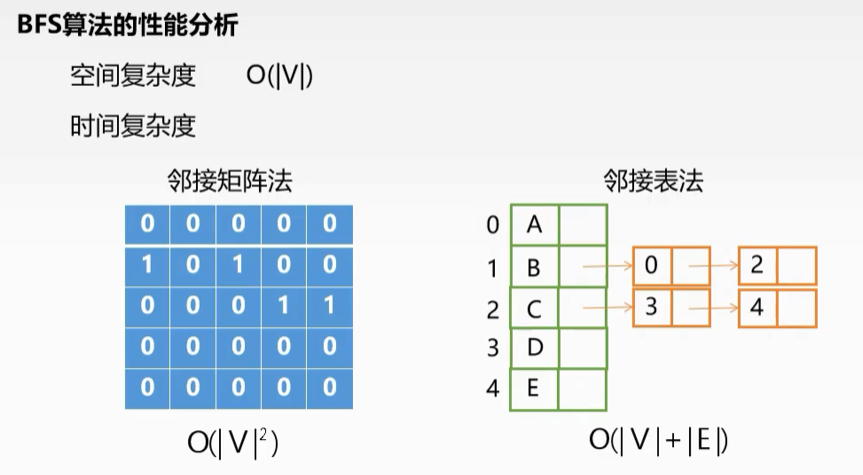 BFS算法的性能分析
空间复杂度 O(|V|)
时间复杂度
邻接矩阵法
0 0 0 0 0
1 0 1 0 0
0 0 0 1 1
0 0 0 0 0
0 0 0 0 0
O(|V|²)
邻接表法
0 A
1 B 0 2
2 C 3 4
3 D
4 E
O(|V|+|E|)